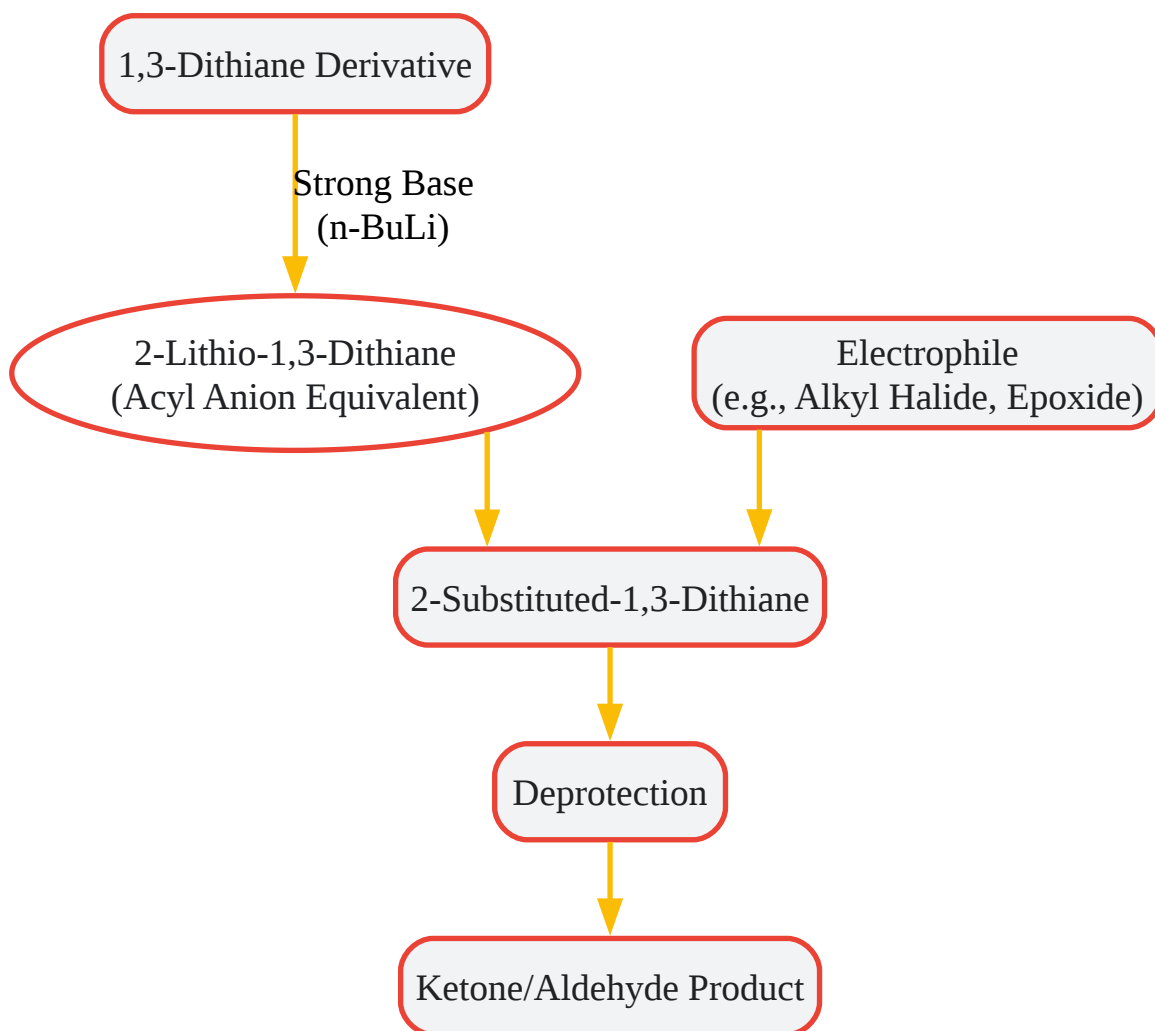 1,3-Dithiane Derivative
Strong Base
(n-BuLi)
2-Lithio-1,3-Dithiane
(Acyl Anion Equivalent)
Electrophile
(e.g., Alkyl Halide, Epoxide)
2-Substituted-1,3-Dithiane
Deprotection
Ketone/Aldehyde Product